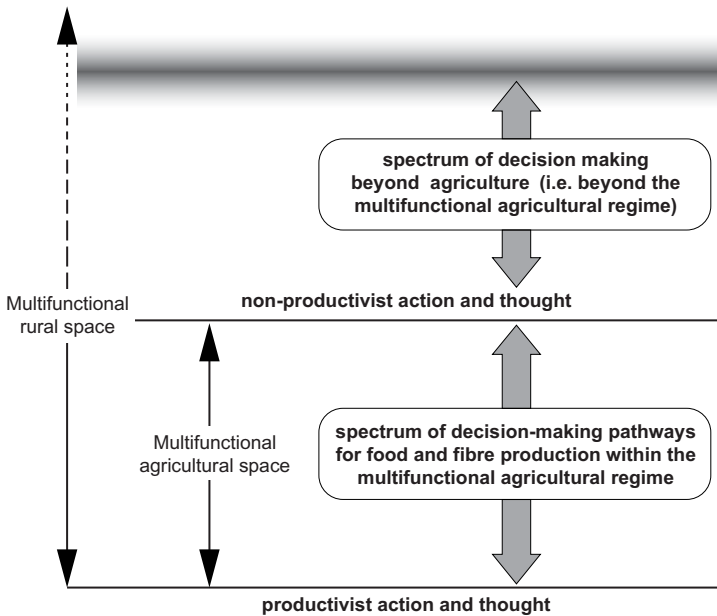 spectrum of decision making
beyond agriculture (i.e. beyond the
multifunctional agricultural regime)
non-productivist action and thought
Multifunctional
rural space
Multifunctional
agricultural space
spectrum of decision-making pathways
for food and fibre production within the
multifunctional agricultural regime
productivist action and thought